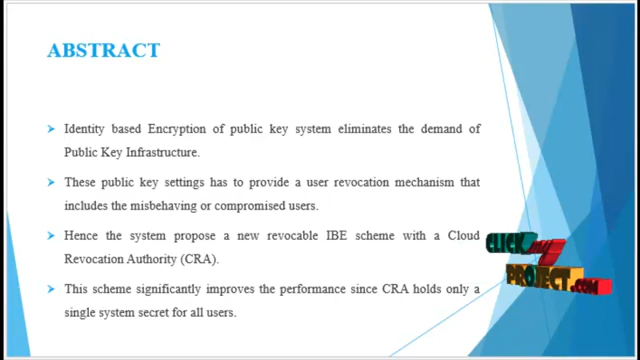 ABSTRACT
Identity based Encryption of public key system eliminates the demand of
Public Key Infrastructure.
These public key settings has to provide a user revocation mechanism that
includes the misbehaving or compromised users.
Hence the system propose a new revocable IBE scheme with a Cloud
Revocation Authority (CRA).
This scheme significantly improves the performance since CRA holds only a
single system secret for all users.
CLICK my
PROJECT.COM